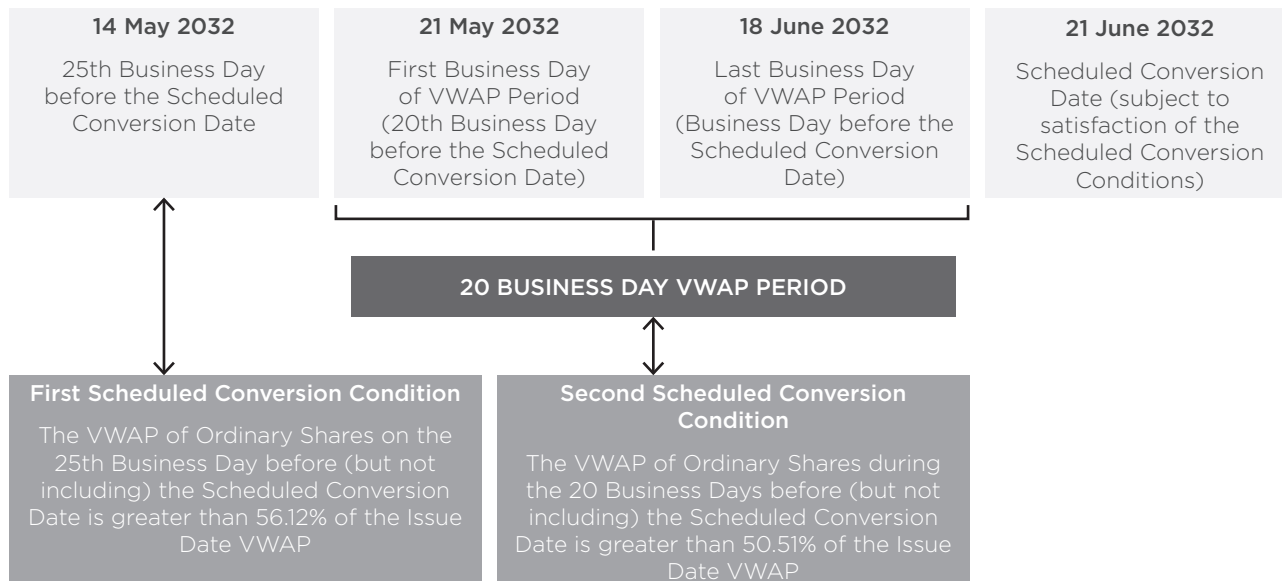 14 May 2032
25th Business Day
before the Scheduled
Conversion Date
21 May 2032
First Business Day
of VWAP Period
(20th Business Day
before the Scheduled
Conversion Date)
18 June 2032
Last Business Day
of VWAP Period
(Business Day before the
Scheduled Conversion
Date)
21 June 2032
Scheduled Conversion
Date (subject to
satisfaction of the
Scheduled Conversion
Conditions)
20 BUSINESS DAY VWAP PERIOD
First Scheduled Conversion Condition
The VWAP of Ordinary Shares on the
25th Business Day before (but not
including) the Scheduled Conversion
Date is greater than 56.12% of the Issue
Date VWAP
Second Scheduled Conversion
Condition
The VWAP of Ordinary Shares during
the 20 Business Days before (but not
including) the Scheduled Conversion
Date is greater than 50.51% of the Issue
Date VWAP